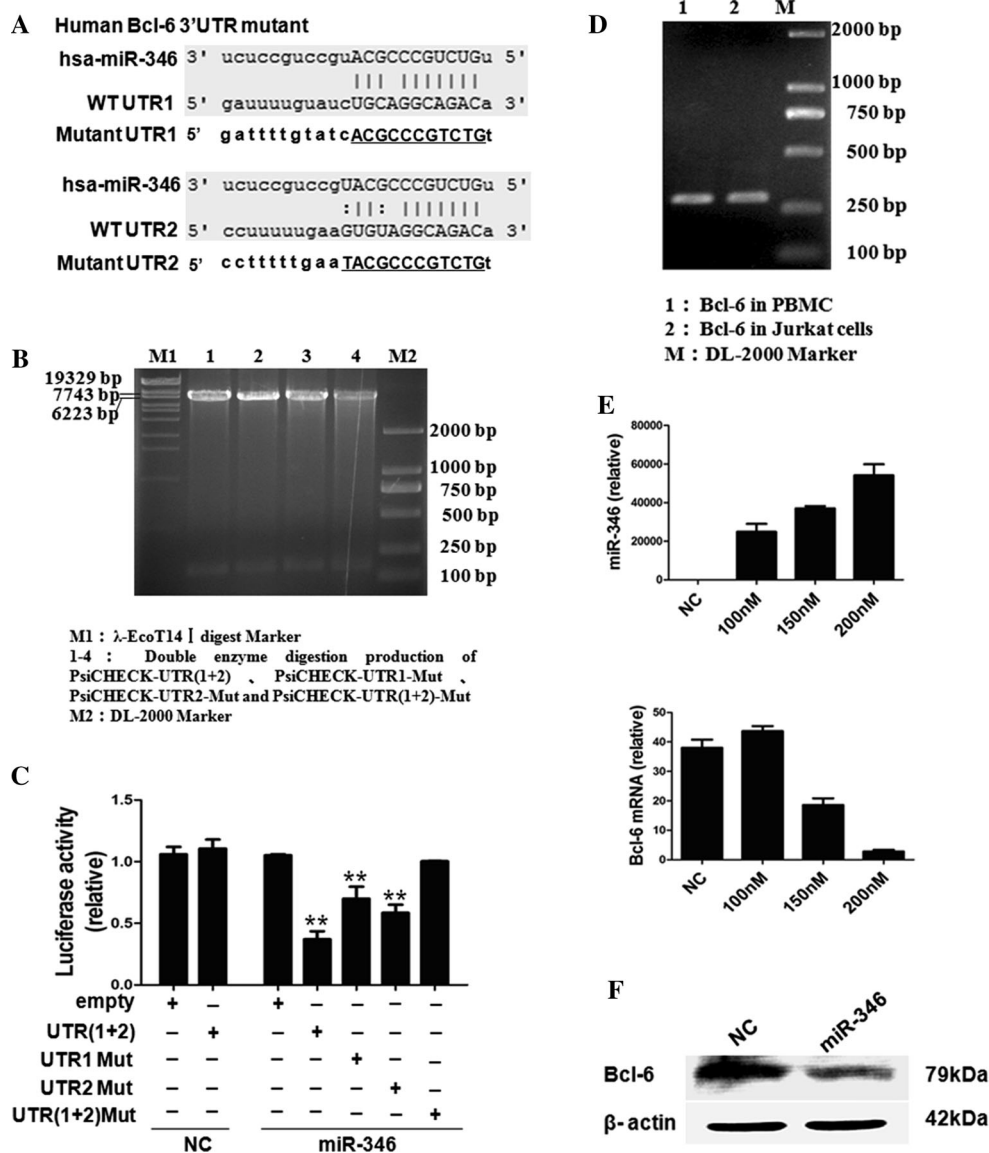 A
Human Bcl-6 3'UTR mutant
hsa-miR-346 3' ucuccguccguACGCCCGUCUGu 5'
WT UTR1 5' gauuuuguaucUGCAGGCAGACa 3'
Mutant UTR1 5' gattttgtatcACGCCCGTCTGt
hsa-miR-346 3' ucuccguccgUACGCCCGUCUGu 5'
WT UTR2 5' ccuuuuugaaGUGUAGGCAGACa 3'
Mutant UTR2 5' cctttttgaaTACGCCCGTCTGt
B
M1 1 2 3 4 M2
19329 bp
7743 bp
6223 bp
2000 bp
1000 bp
750 bp
500 bp
250 bp
100 bp
M1：λ-EcoT14 I digest Marker
1-4： Double enzyme digestion production of
PsiCHECK-UTR(1+2) 、 PsiCHECK-UTR1-Mut 、
PsiCHECK-UTR2-Mut and PsiCHECK-UTR(1+2)-Mut
M2：DL-2000 Marker
C
Luciferase activity
(relative)
1.5
1.0
0.5
0.0
** ** **
empty + – + – – – –
UTR(1+2) – + – + – – –
UTR1 Mut – – – – + – –
UTR2 Mut – – – – – + –
UTR(1+2)Mut – – – – – – +
NC miR-346
D
1 2 M
2000 bp
1000 bp
750 bp
500 bp
250 bp
100 bp
1：Bcl-6 in PBMC
2：Bcl-6 in Jurkat cells
M：DL-2000 Marker
E
miR-346 (relative)
80000
60000
40000
20000
0
NC 100nM 150nM 200nM
Bcl-6 mRNA (relative)
50
40
30
20
10
0
NC 100nM 150nM 200nM
F
NC miR-346
Bcl-6 79kDa
β-actin 42kDa